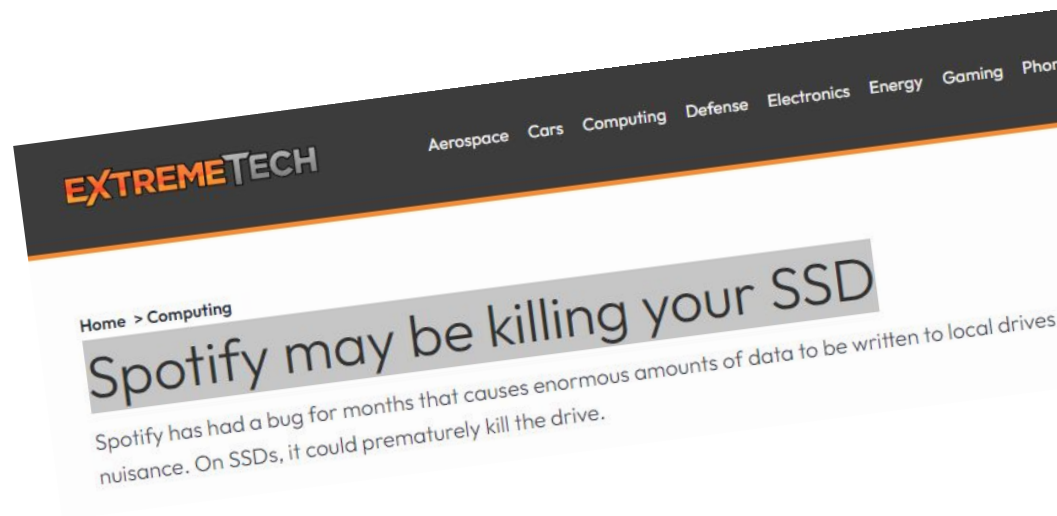 EXTREMETECH
Aerospace Cars Computing Defense Electronics Energy Gaming
Home > Computing
Spotify may be killing your SSD
Spotify has had a bug for months that causes enormous amounts of data to be written to local drives
nuisance. On SSDs, it could prematurely kill the drive.